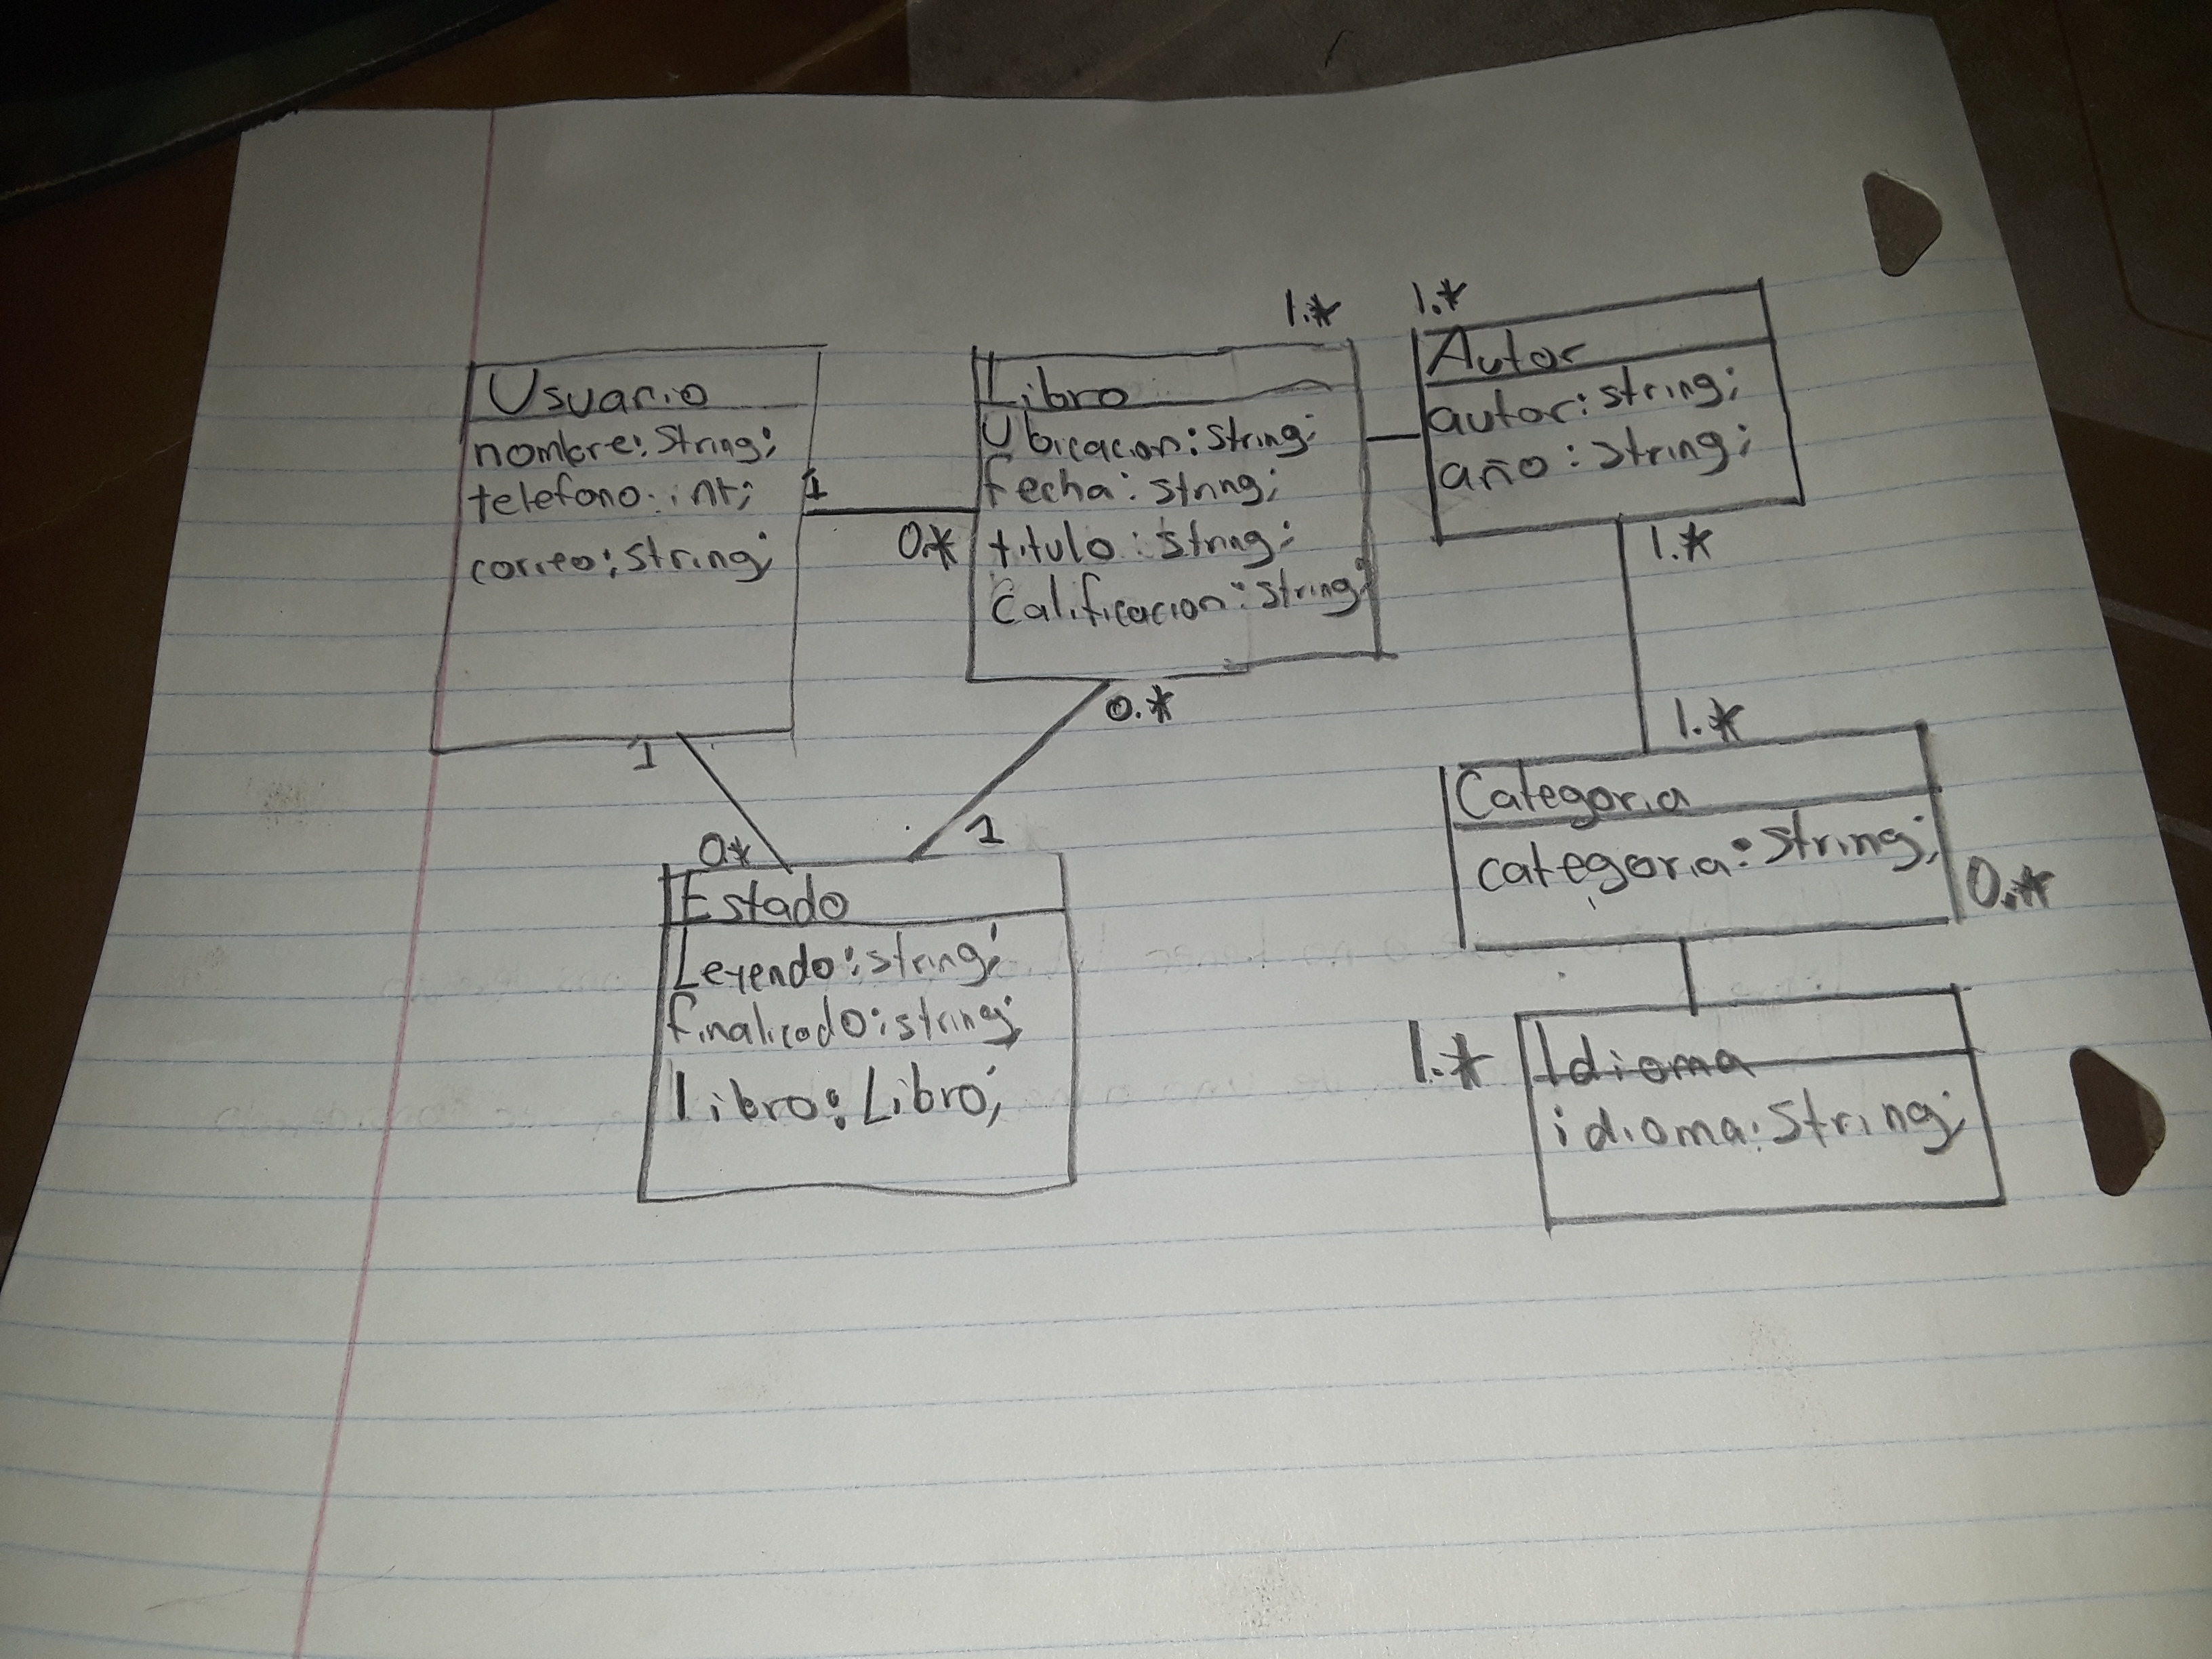 Usuario
nombre: String;
telefono: int;
correo: String;
1
0.*
1
0.*
Libro
Ubicacion: String;
fecha: string;
titulo: string;
Calificacion: string;
1.*
0.*
1
1.*
Autor
autor: string;
año: string;
1.*
1.*
Categoria
categoria: String;
0.*
Estado
Leyendo: string;
finalizado: string;
libro: Libro;
1.*
Idioma
idioma: String;